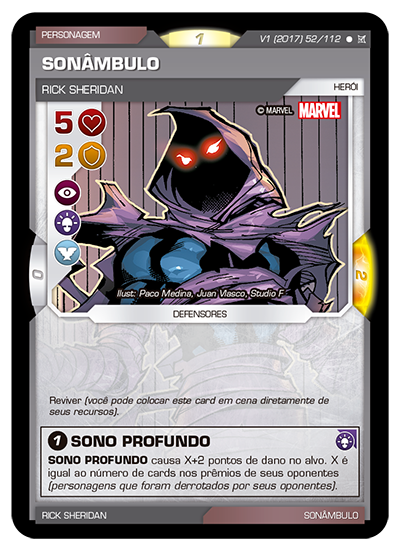 PERSONAGEM
1
V1 (2017) 52/112
SONÂMBULO
RICK SHERIDAN
HERÓI
5
2
© MARVEL MARVEL
0
2
Ilust: Paco Medina, Juan Vlasco, Studio F
DEFENSORES
Reviver (você pode colocar este card em cena diretamente de
seus recursos).
1 SONO PROFUNDO
SONO PROFUNDO causa X+2 pontos de dano no alvo. X é
igual ao número de cards nos prêmios de seus oponentes
(personagens que foram derrotados por seus oponentes).
RICK SHERIDAN
SONÂMBULO